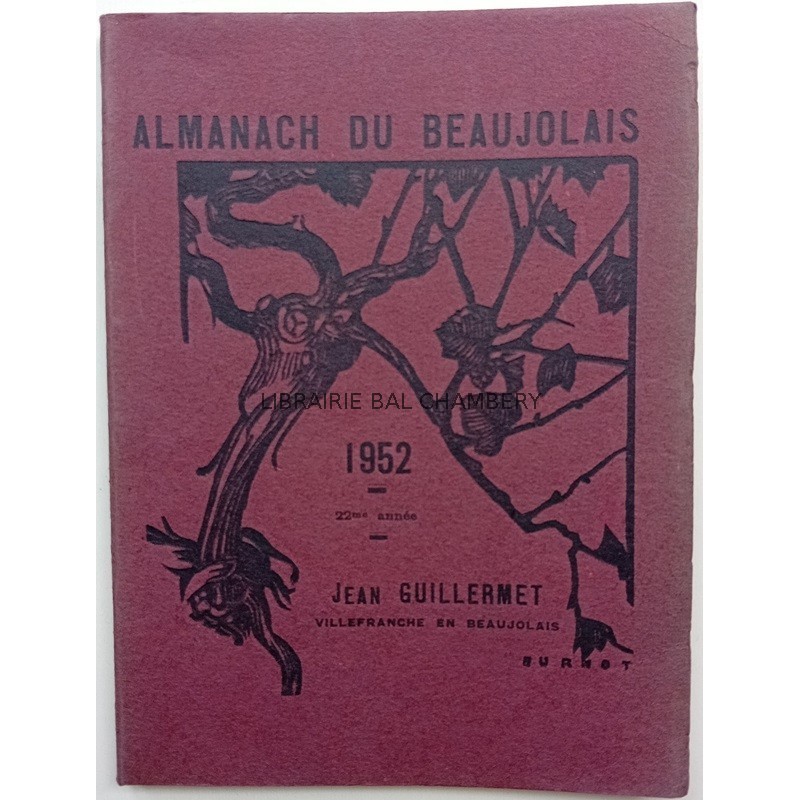 ALMANACH DU BEAUJOLAIS
LIBRAIRIE BAL CHAMBERY
1952
22me année
JEAN GUILLERMET
VILLEFRANCHE EN BEAUJOLAIS
BURNOT